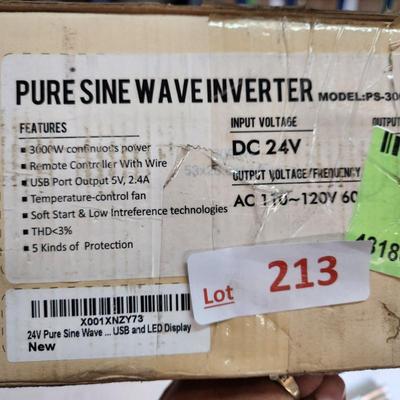 PURE SINE WAVE INVERTER MODEL:PS-300
FEATURES
• 3000W continuous power
• Remote Controller With Wire
• USB Port Output 5V, 2.4A
• Temperature-control fan
• Soft Start & Low Intreference technologies
• THD<3%
• 5 Kinds of Protection
INPUT VOLTAGE
DC 24V
OUTPUT VOLTAGE/FREQUENCY
AC 110~120V 60
OUTPUT
Lot 213
X001XNZY73
24V Pure Sine Wave ... USB and LED Display
New